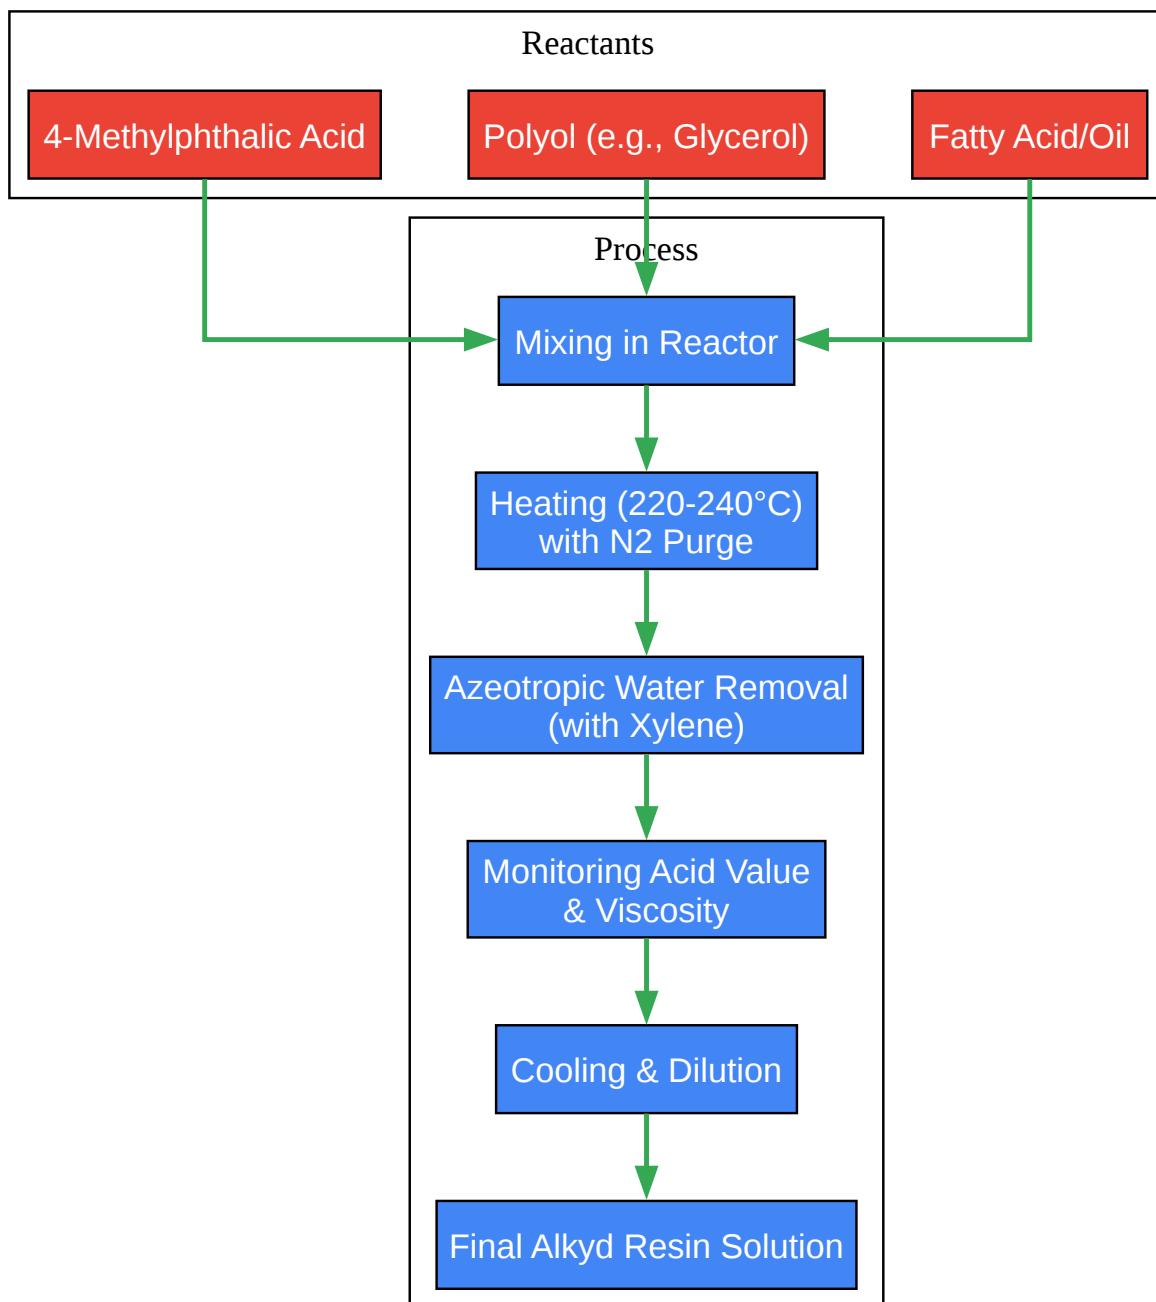 Reactants
4-Methylphthalic Acid
Polyol (e.g., Glycerol)
Fatty Acid/Oil
Process
Mixing in Reactor
Heating (220-240°C)
with N2 Purge
Azeotropic Water Removal
(with Xylene)
Monitoring Acid Value
& Viscosity
Cooling & Dilution
Final Alkyd Resin Solution